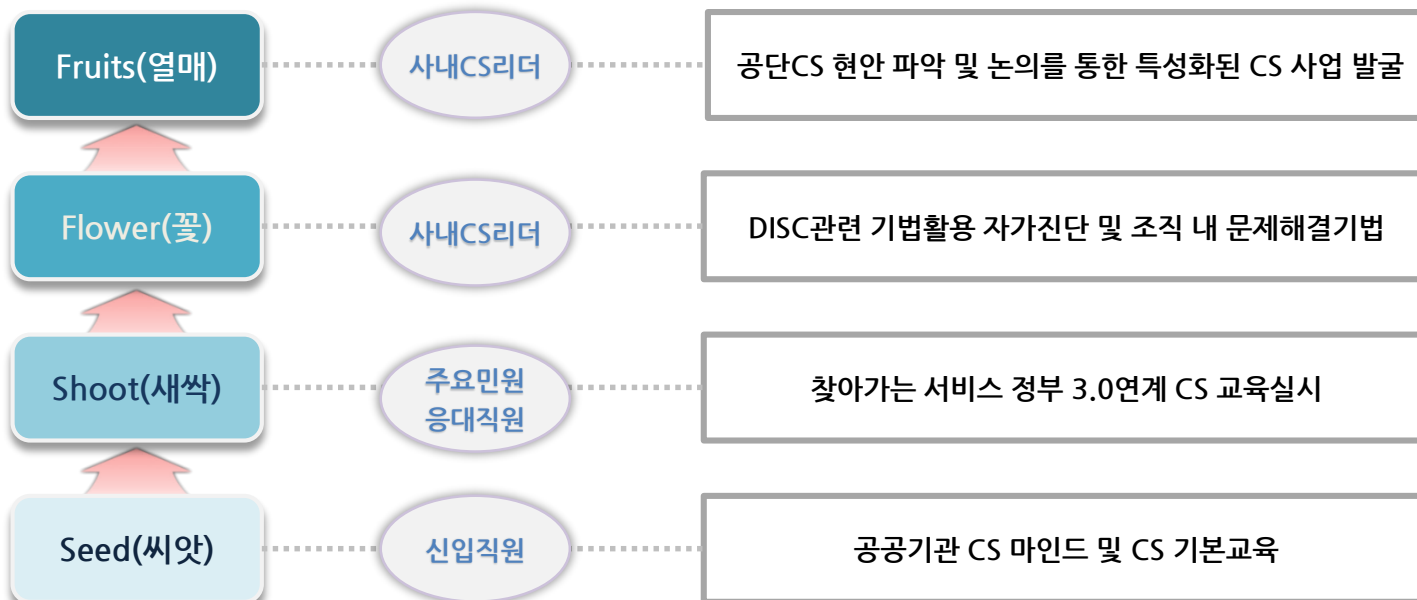 Fruits(열매)
사내CS리더
공단CS 현안 파악 및 논의를 통한 특성화된 CS 사업 발굴
Flower(꽃)
사내CS리더
DISC관련 기법활용 자가진단 및 조직 내 문제해결기법
Shoot(새싹)
주요민원
응대직원
찾아가는 서비스 정부 3.0연계 CS 교육실시
Seed(씨앗)
신입직원
공공기관 CS 마인드 및 CS 기본교육